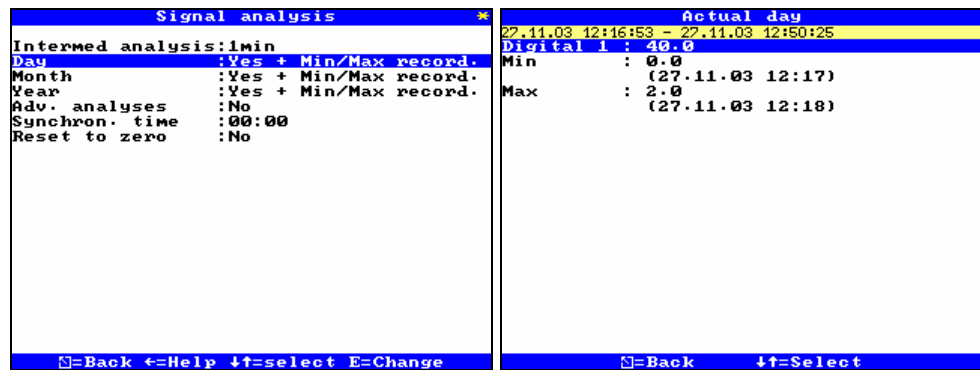 Signal analysis *
Intermed analysis:1min
Day :Yes + Min/Max record.
Month :Yes + Min/Max record.
Year :Yes + Min/Max record.
Adv. analyses :No
Synchron. time :00:00
Reset to zero :No
=Back ←=Help ↓↑=select E=Change
Actual day
27.11.03 12:16:53 - 27.11.03 12:50:25
Digital 1 : 40.0
Min : 0.0
(27.11.03 12:17)
Max : 2.0
(27.11.03 12:18)
=Back ↓↑=Select